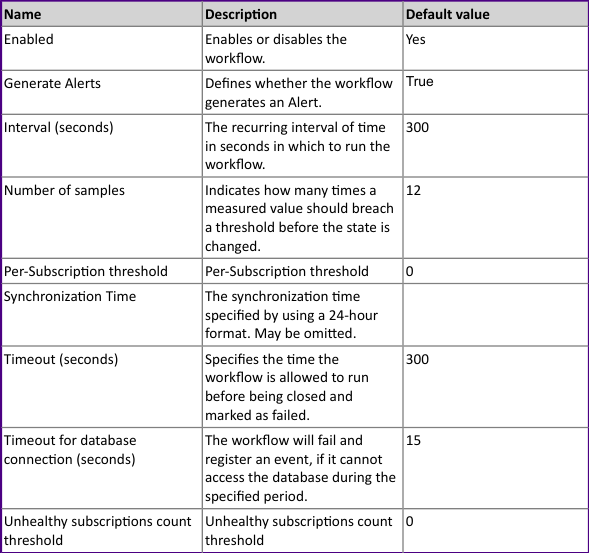 Name Description Default value
Enabled Enables or disables the Yes
workflow.
Generate Alerts Defines whether the workflow True
generates an Alert.
Interval (seconds) The recurring interval of time 300
in seconds in which to run the
workflow.
Number of samples Indicates how many times a 12
measured value should breach
a threshold before the state is
changed.
Per-Subscription threshold Per-Subscription threshold 0
Synchronization Time The synchronization time
specified by using a 24-hour
format. May be omitted.
Timeout (seconds) Specifies the time the 300
workflow is allowed to run
before being closed and
marked as failed.
Timeout for database The workflow will fail and 15
connection (seconds) register an event, if it cannot
access the database during the
specified period.
Unhealthy subscriptions count Unhealthy subscriptions count 0
threshold threshold